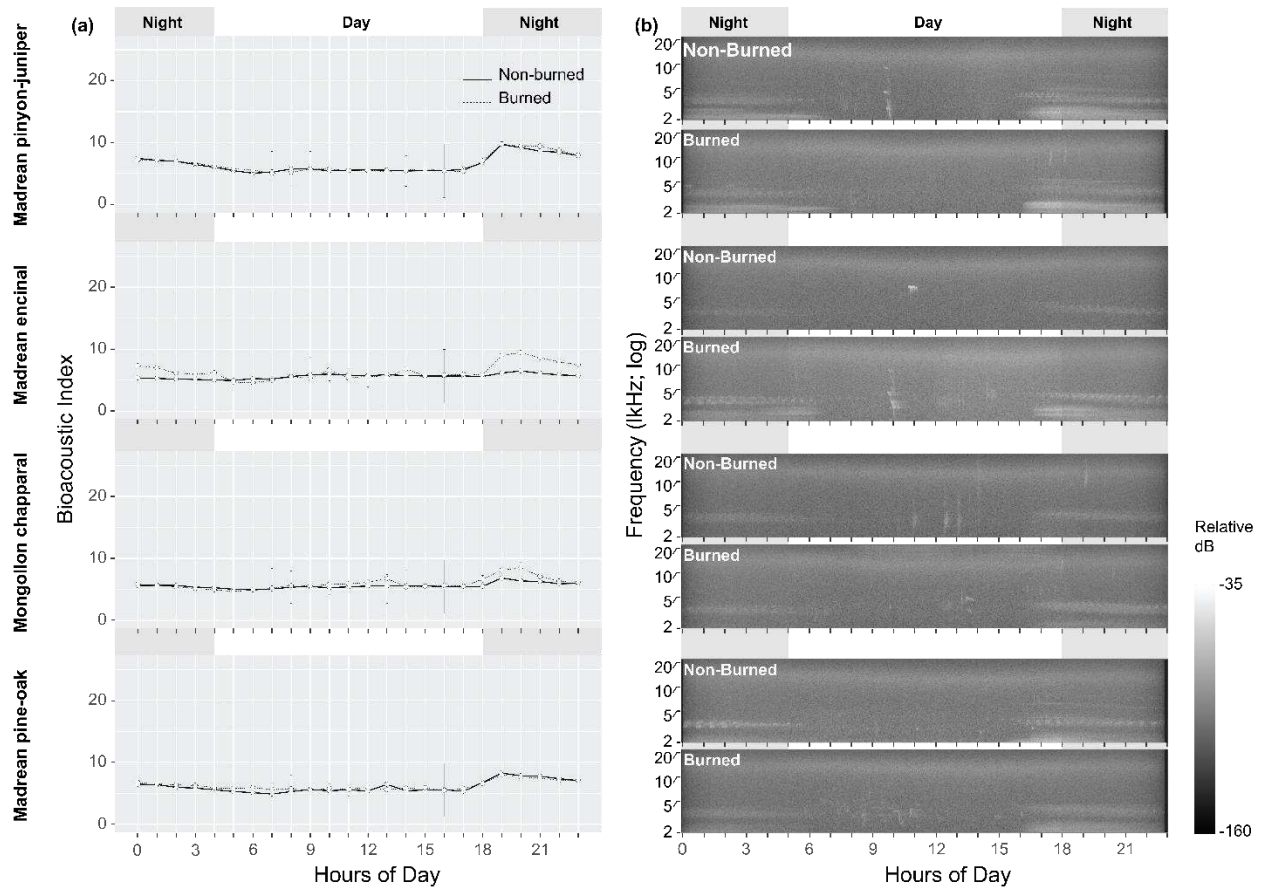 (a)
Night
Day
Night
Madrean pinyon-juniper
20
10
0
Non-burned
Burned
Madrean encinal
20
10
0
Mongollon chapparal
20
10
0
Madrean pine-oak
20
10
0
Bioacoustic Index
0
3
6
9
12
15
18
21
Hours of Day
(b)
Night
Day
Night
Frequency (lkHz; log)
20
10
5
2
Non-Burned
20
10
5
2
Burned
20
10
5
2
Non-Burned
20
10
5
2
Burned
20
10
5
2
Non-Burned
20
10
5
2
Burned
20
10
5
2
Non-Burned
20
10
5
2
Burned
0
3
6
9
12
15
18
21
Hours of Day
Relative
dB
-35
-160